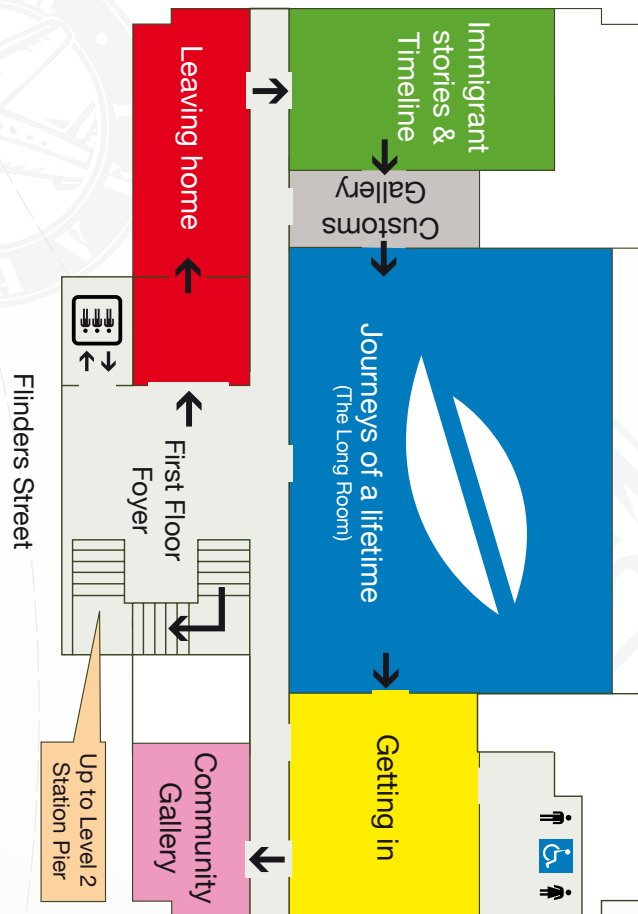 Immigrant
stories &
Timeline
Customs
Gallery
Journeys of a lifetime
(The Long Room)
Getting in
Leaving home
First Floor
Foyer
Community
Gallery
Up to Level 2
Station Pier
Flinders Street